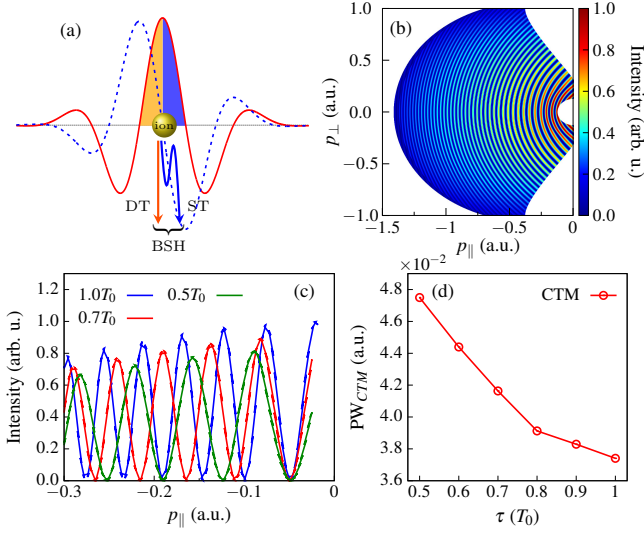 (a)
ion
DT
ST
BSH
(b)
1.0
0.5
0.0
−0.5
−1.0
p⊥ (a.u.)
−1.5
−1
−0.5
0
p∥ (a.u.)
1.0
0.8
0.6
0.4
0.2
0.0
Intensity (arb. u.)
(c)
1.0T₀
0.5T₀
0.7T₀
1.2
1.0
0.8
0.6
0.4
0.2
0.0
Intensity (arb. u.)
−0.3
−0.2
−0.1
0
p∥ (a.u.)
×10⁻²
(d)
CTM
4.8
4.6
4.4
4.2
4.0
3.8
3.6
PW_CTM (a.u.)
0.5
0.6
0.7
0.8
0.9
1
τ (T₀)